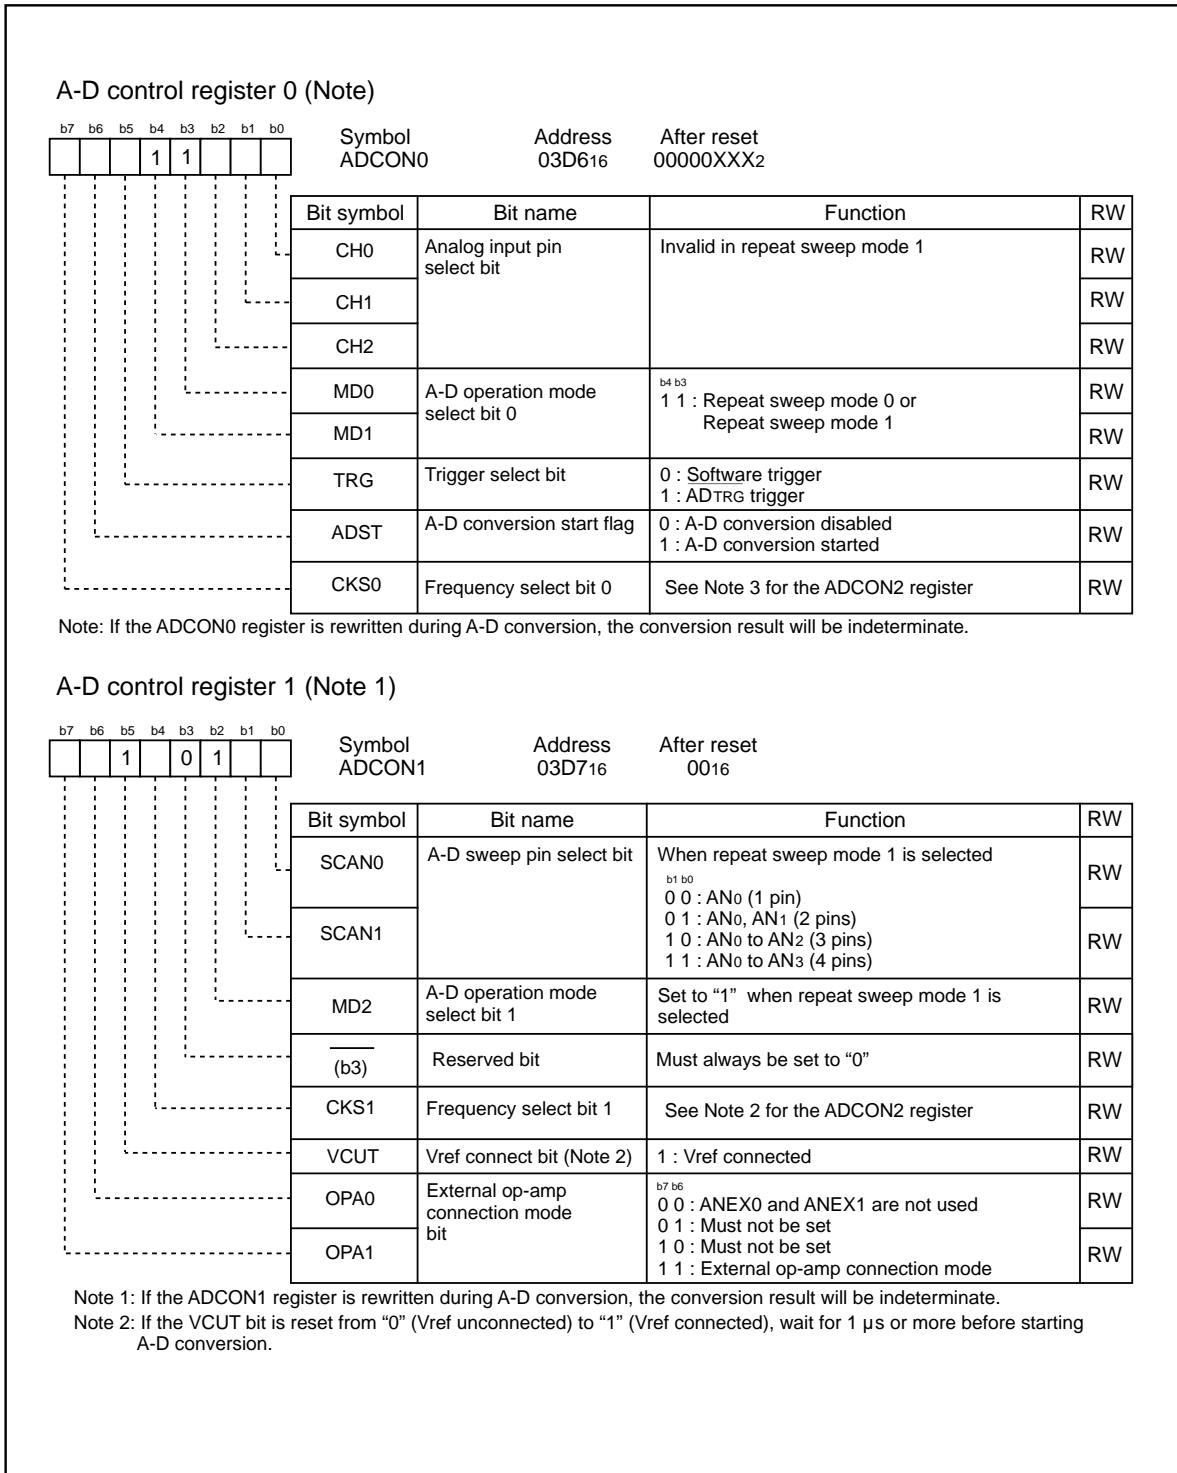 A-D control register 0 (Note)
b7 b6 b5 b4 b3 b2 b1 b0
1 1
Symbol Address After reset
ADCON0 03D616 00000XXX2
Bit symbol Bit name Function RW
CH0 Analog input pin select bit Invalid in repeat sweep mode 1 RW
CH1 RW
CH2 RW
MD0 A-D operation mode select bit 0 b4 b3 RW
1 1 : Repeat sweep mode 0 or
Repeat sweep mode 1
MD1 RW
TRG Trigger select bit 0 : Software trigger RW
1 : ADTRG trigger
ADST A-D conversion start flag 0 : A-D conversion disabled RW
1 : A-D conversion started
CKS0 Frequency select bit 0 See Note 3 for the ADCON2 register RW
Note: If the ADCON0 register is rewritten during A-D conversion, the conversion result will be indeterminate.
A-D control register 1 (Note 1)
b7 b6 b5 b4 b3 b2 b1 b0
1 0 1
Symbol Address After reset
ADCON1 03D716 0016
Bit symbol Bit name Function RW
SCAN0 A-D sweep pin select bit When repeat sweep mode 1 is selected RW
b1 b0
0 0 : AN0 (1 pin)
0 1 : AN0, AN1 (2 pins)
SCAN1 1 0 : AN0 to AN2 (3 pins) RW
1 1 : AN0 to AN3 (4 pins)
MD2 A-D operation mode select bit 1 Set to “1” when repeat sweep mode 1 is selected RW
(b3) Reserved bit Must always be set to “0” RW
CKS1 Frequency select bit 1 See Note 2 for the ADCON2 register RW
VCUT Vref connect bit (Note 2) 1 : Vref connected RW
OPA0 External op-amp connection mode bit b7 b6 RW
0 0 : ANEX0 and ANEX1 are not used
0 1 : Must not be set
OPA1 1 0 : Must not be set RW
1 1 : External op-amp connection mode
Note 1: If the ADCON1 register is rewritten during A-D conversion, the conversion result will be indeterminate.
Note 2: If the VCUT bit is reset from “0” (Vref unconnected) to “1” (Vref connected), wait for 1 µs or more before starting
A-D conversion.